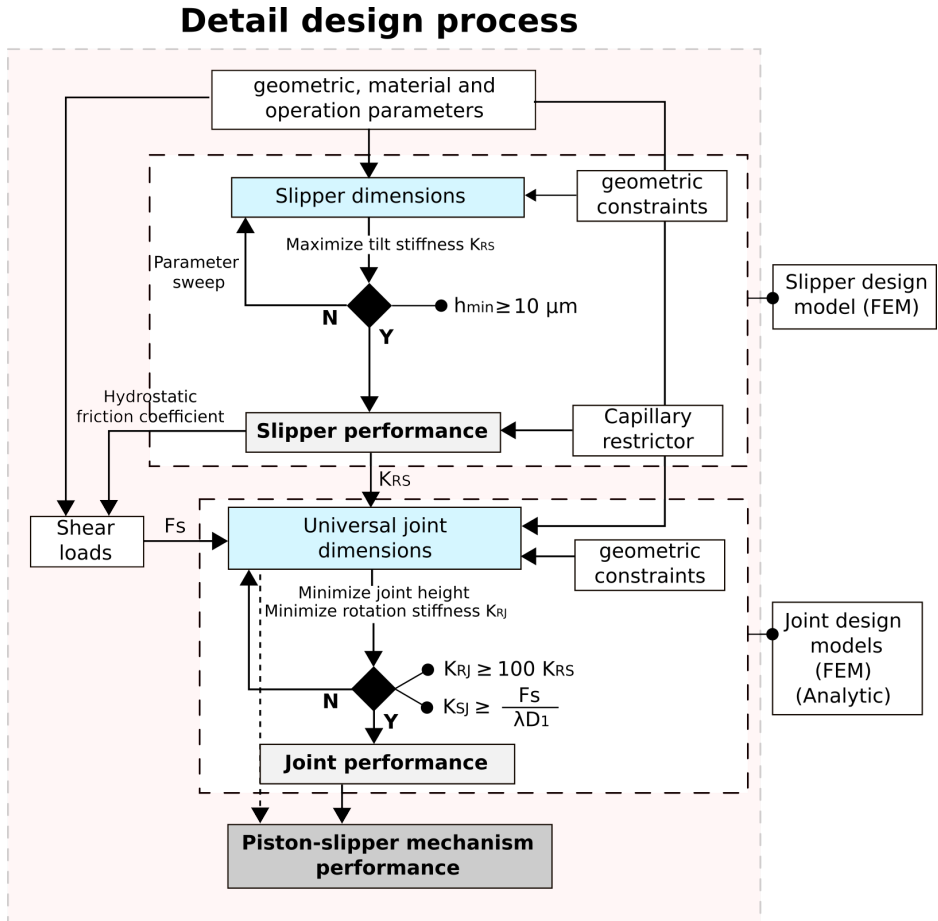 Detail design process
geometric, material and
operation parameters
Slipper dimensions
geometric
constraints
Maximize tilt stiffness KRS
Parameter
sweep
hmin≥10 μm
N
Y
Slipper design
model (FEM)
Hydrostatic
friction coefficient
Slipper performance
Capillary
restrictor
KRS
Shear
loads
Fs
Universal joint
dimensions
geometric
constraints
Minimize joint height
Minimize rotation stiffness KRJ
KRJ ≥ 100 KRS
KSJ ≥ Fs
λD1
N
Y
Joint design
models
(FEM)
(Analytic)
Joint performance
Piston-slipper mechanism
performance